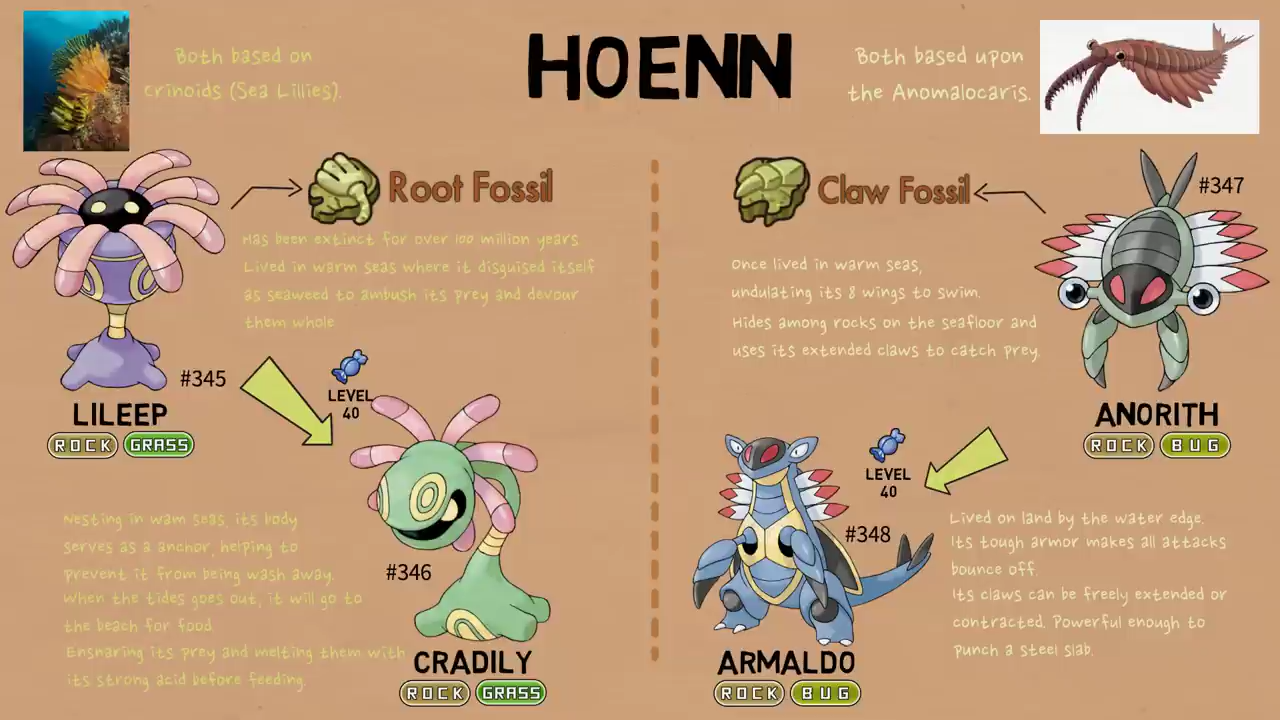 HOENN
Both based on
crinoids (Sea Lillies).
Both based upon
the Anomalocaris.
Root Fossil
Has been extinct for over 100 million years.
Lived in warm seas where it disguised itself
as seaweed to ambush its prey and devour
them whole
#345
LILEEP
ROCK GRASS
LEVEL
40
#346
Nesting in wam seas, its body
serves as a anchor, helping to
prevent it from being wash away.
When the tides goes out, it will go to
the beach for food.
Ensnaring its prey and melting them with
its strong acid before feeding.
CRADILY
ROCK GRASS
Claw Fossil
#347
Once lived in warm seas,
undulating its 8 wings to swim.
Hides among rocks on the seafloor and
uses its extended claws to catch prey.
ANORITH
ROCK BUG
LEVEL
40
#348
Lived on land by the water edge.
Its tough armor makes all attacks
bounce off.
Its claws can be freely extended or
contracted. Powerful enough to
punch a steel slab.
ARMALDO
ROCK BUG